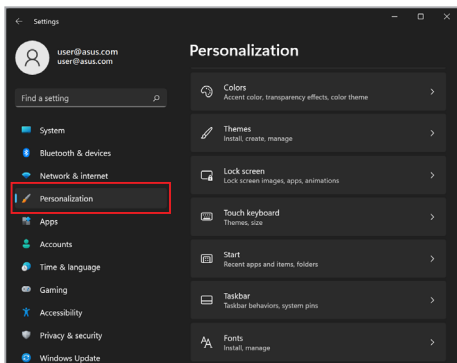 Settings
user@asus.com
user@asus.com
Find a setting
System
Bluetooth & devices
Network & internet
Personalization
Apps
Accounts
Time & language
Gaming
Accessibility
Privacy & security
Windows Update
Personalization
Colors
Accent color, transparency effects, color theme
Themes
Install, create, manage
Lock screen
Lock screen images, apps, animations
Touch keyboard
Themes, size
Start
Recent apps and items, folders
Taskbar
Taskbar behaviors, system pins
Fonts
Install, manage